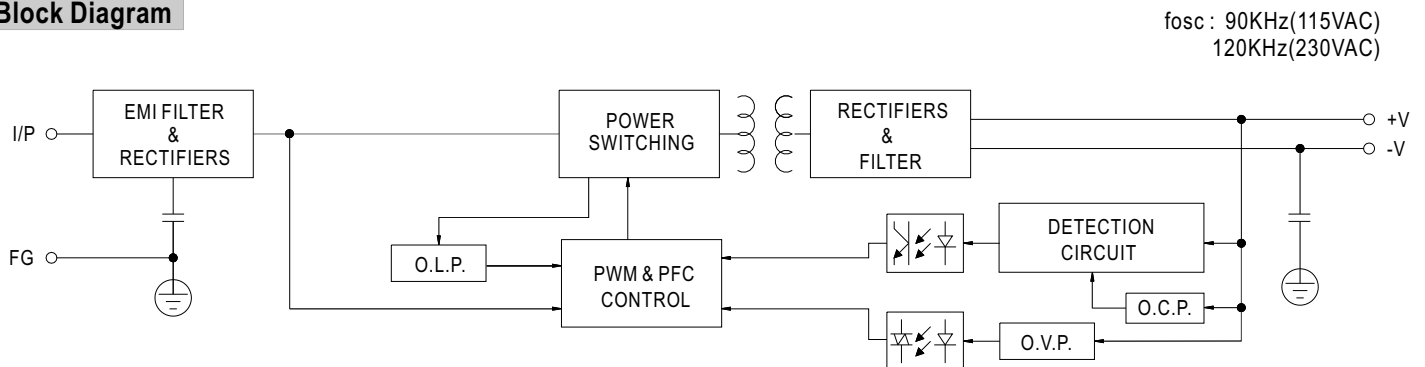 Block Diagram
fosc : 90KHz(115VAC)
120KHz(230VAC)
I/P
EMI FILTER
&
RECTIFIERS
POWER
SWITCHING
RECTIFIERS
&
FILTER
+V
-V
FG
O.L.P.
PWM & PFC
CONTROL
DETECTION
CIRCUIT
O.C.P.
O.V.P.